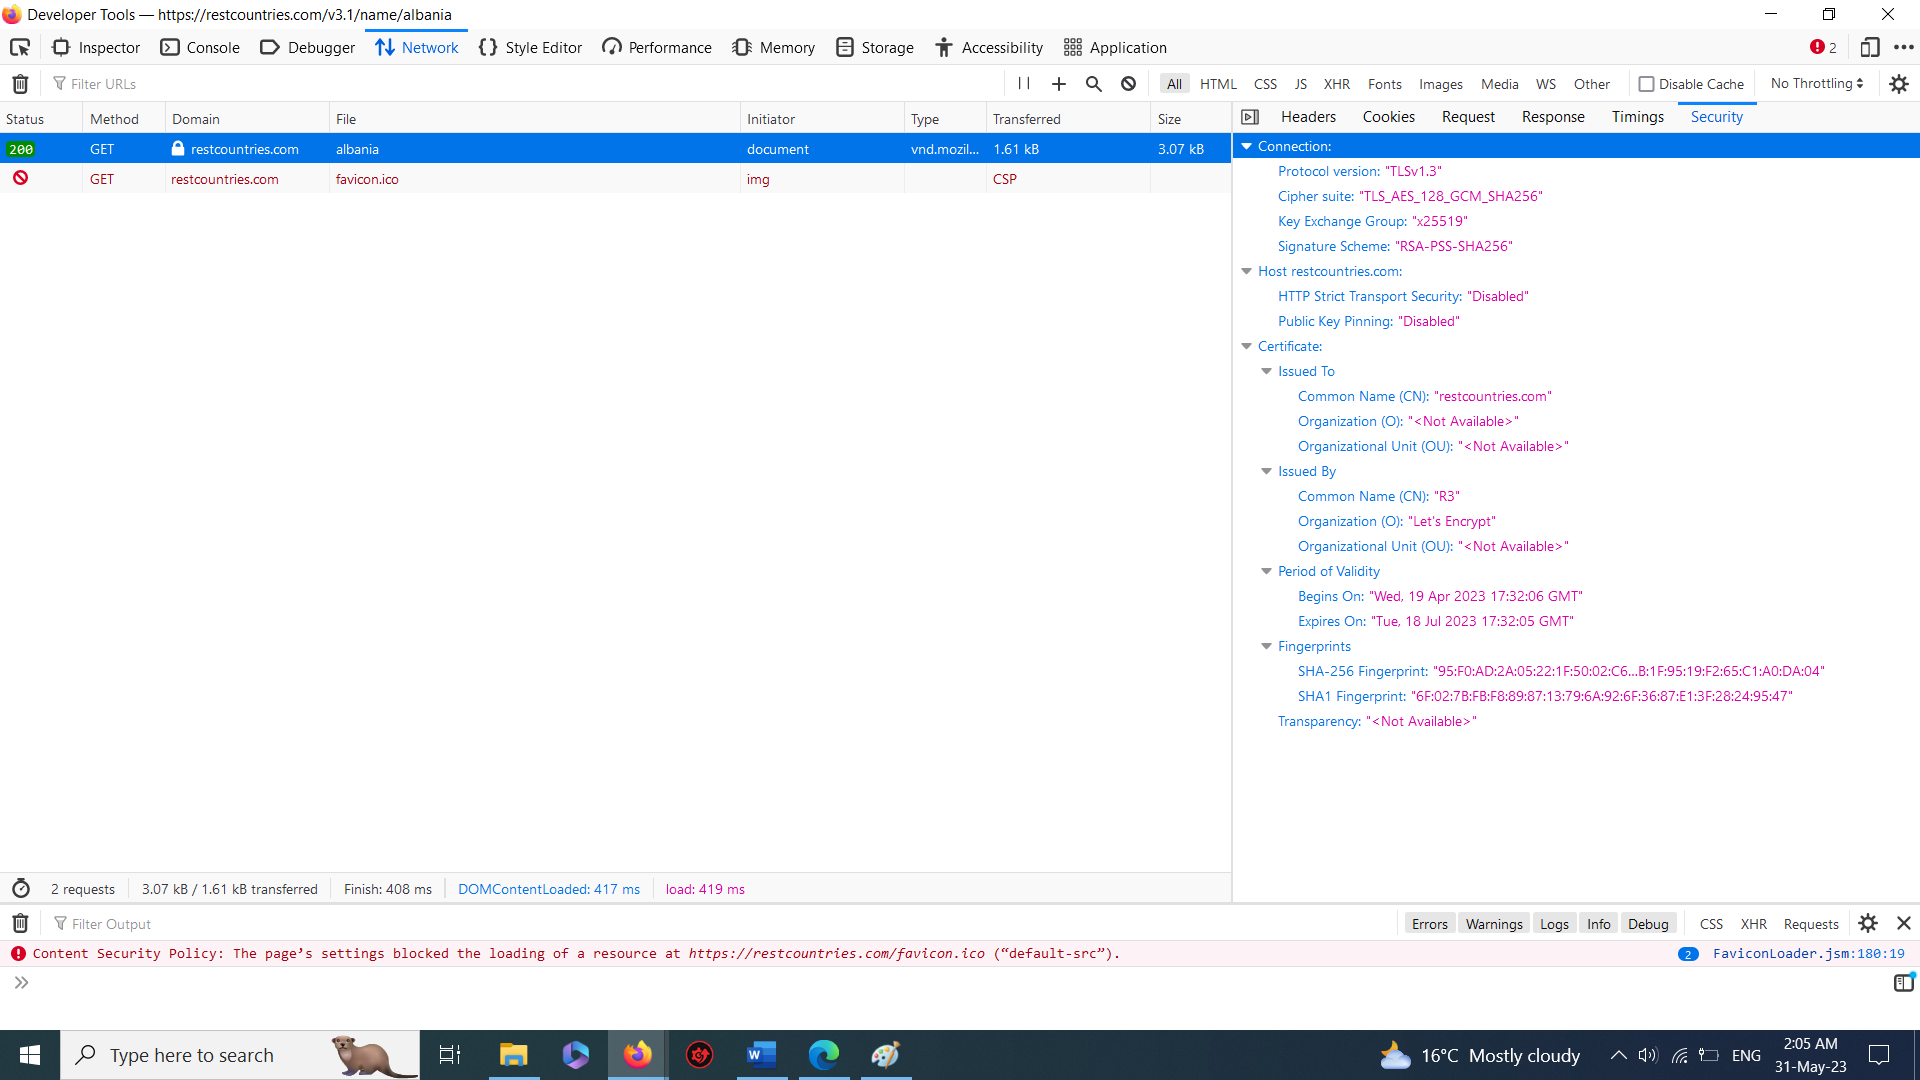 Developer Tools — https://restcountries.com/v3.1/name/albania
Inspector Console Debugger Network Style Editor Performance Memory Storage Accessibility Application 2
Filter URLs All HTML CSS JS XHR Fonts Images Media WS Other Disable Cache No Throttling
Status Method Domain File Initiator Type Transferred Size
200 GET restcountries.com albania document vnd.mozil... 1.61 kB 3.07 kB
GET restcountries.com favicon.ico img CSP
Headers Cookies Request Response Timings Security
Connection:
Protocol version: "TLSv1.3"
Cipher suite: "TLS_AES_128_GCM_SHA256"
Key Exchange Group: "x25519"
Signature Scheme: "RSA-PSS-SHA256"
Host restcountries.com:
HTTP Strict Transport Security: "Disabled"
Public Key Pinning: "Disabled"
Certificate:
Issued To
Common Name (CN): "restcountries.com"
Organization (O): "<Not Available>"
Organizational Unit (OU): "<Not Available>"
Issued By
Common Name (CN): "R3"
Organization (O): "Let's Encrypt"
Organizational Unit (OU): "<Not Available>"
Period of Validity
Begins On: "Wed, 19 Apr 2023 17:32:06 GMT"
Expires On: "Tue, 18 Jul 2023 17:32:05 GMT"
Fingerprints
SHA-256 Fingerprint: "95:F0:AD:2A:05:22:1F:50:02:C6...B:1F:95:19:F2:65:C1:A0:DA:04"
SHA1 Fingerprint: "6F:02:7B:FB:F8:89:87:13:79:6A:92:6F:36:87:E1:3F:28:24:95:47"
Transparency: "<Not Available>"
2 requests 3.07 kB / 1.61 kB transferred Finish: 408 ms DOMContentLoaded: 417 ms load: 419 ms
Filter Output Errors Warnings Logs Info Debug CSS XHR Requests
Content Security Policy: The page’s settings blocked the loading of a resource at https://restcountries.com/favicon.ico (“default-src”). 2 FaviconLoader.jsm:180:19
Type here to search 16°C Mostly cloudy ENG 2:05 AM
31-May-23